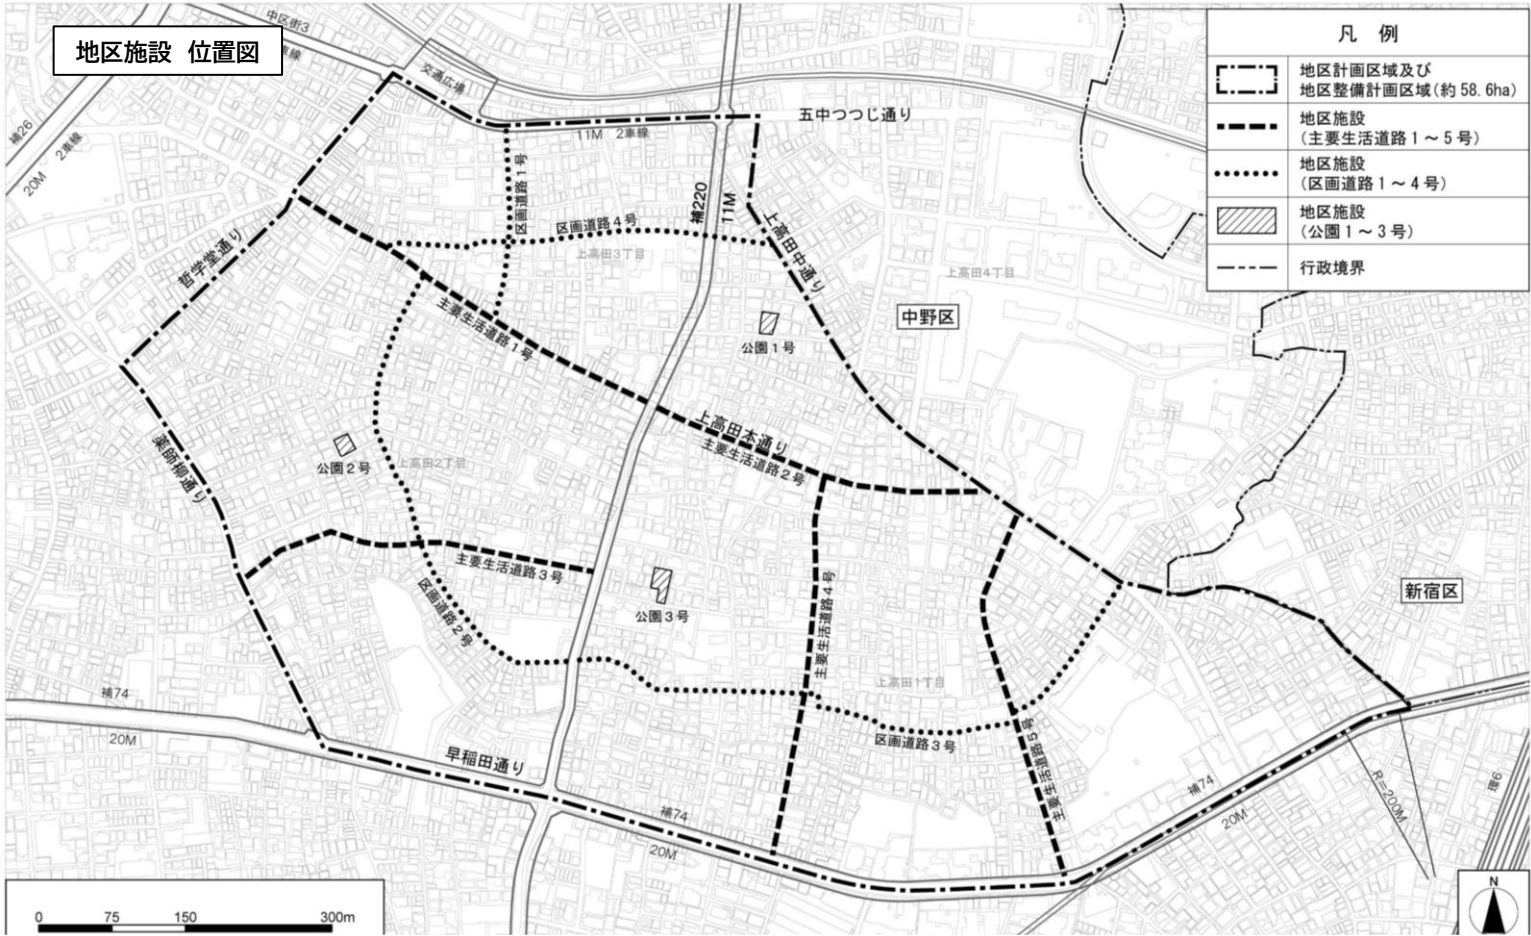 地区施設 位置図
中区街3
車線
交通広場
補26
2車線
20M
五中つつじ通り
11M 2車線
区画道路1号
補220
11M
区画道路4号
上高田3丁目
上高田中通り
上高田4丁目
哲学堂通り
主要生活道路1号
公園1号
中野区
上高田本通り
主要生活道路2号
薬師柳通り
公園2号
上高田2丁目
主要生活道路3号
区画道路2号
公園3号
主要生活道路4号
新宿区
上高田1丁目
区画道路3号
主要生活道路5号
補74
20M
早稲田通り
補74
20M
補74
20M
R=200M
環6
凡 例
地区計画区域及び
地区整備計画区域(約58.6ha)
地区施設
(主要生活道路1～5号)
地区施設
(区画道路1～4号)
地区施設
(公園1～3号)
行政境界
0 75 150 300m
N